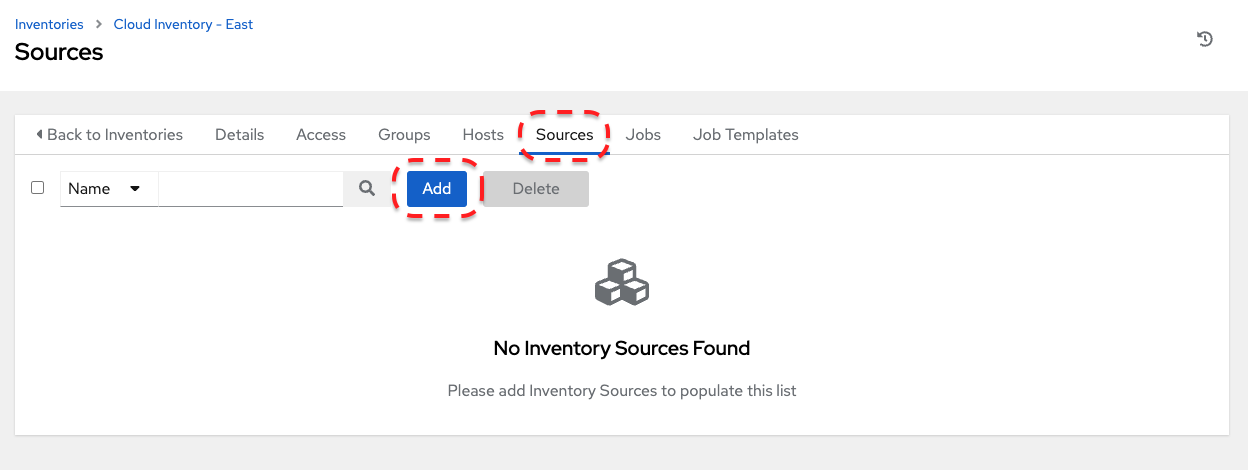 Inventories > Cloud Inventory - East
Sources
Back to Inventories Details Access Groups Hosts Sources Jobs Job Templates
Name Add Delete
No Inventory Sources Found
Please add Inventory Sources to populate this list